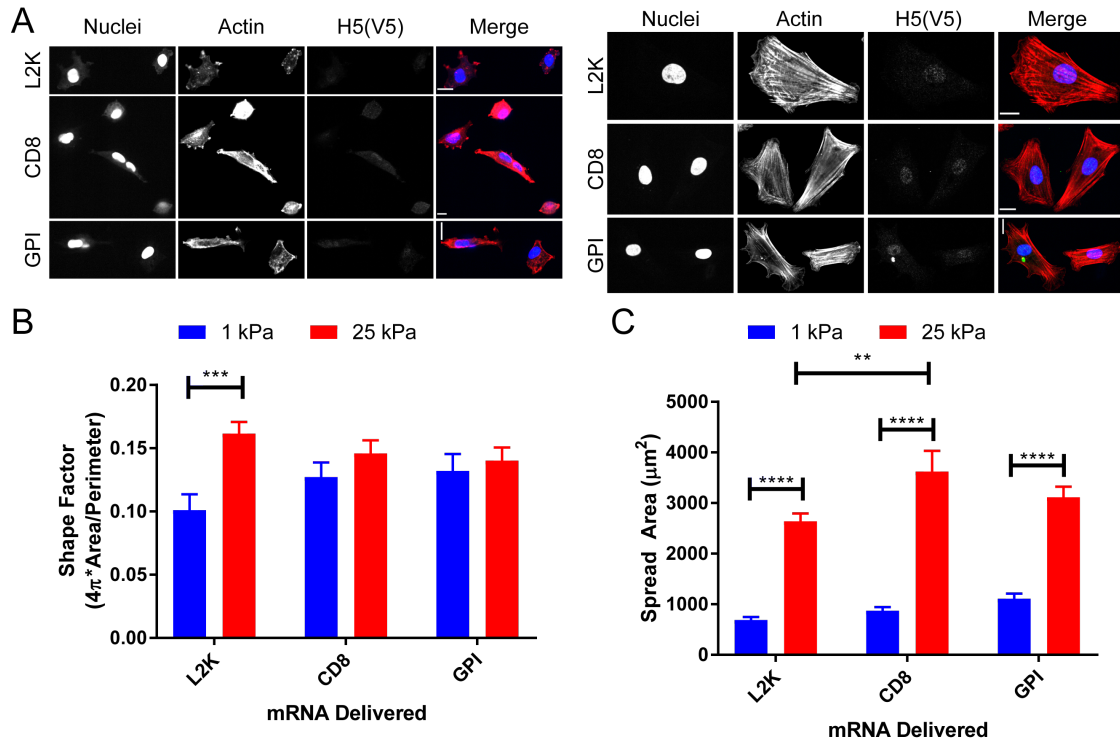 A
Nuclei Actin H5(V5) Merge
L2K
CD8
GPI
Nuclei Actin H5(V5) Merge
L2K
CD8
GPI
B
1 kPa 25 kPa
***
0.20
0.15
0.10
0.05
0.00
Shape Factor
(4π*Area/Perimeter)
L2K CD8 GPI
mRNA Delivered
C
1 kPa 25 kPa
**
****
****
****
5000
4000
3000
2000
1000
0
Spread Area (μm²)
L2K CD8 GPI
mRNA Delivered